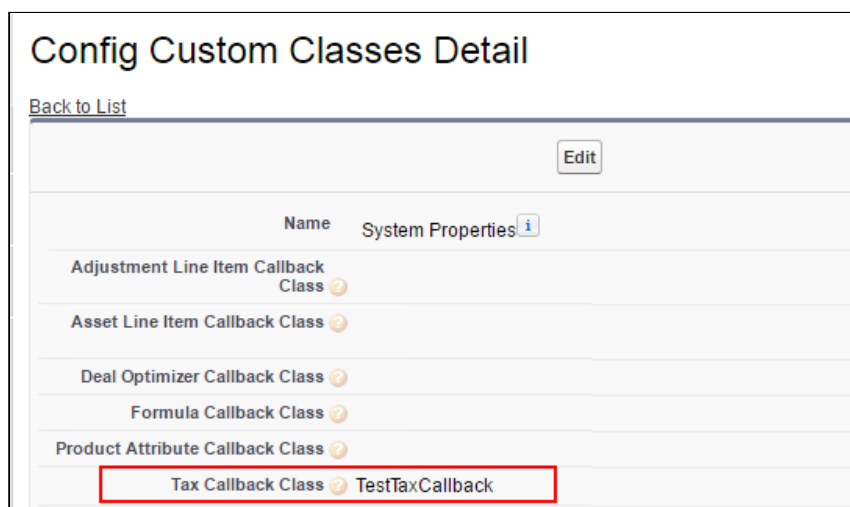 Config Custom Classes Detail
Back to List
Edit
Name System Properties i
Adjustment Line Item Callback
Class ?
Asset Line Item Callback Class ?
Deal Optimizer Callback Class ?
Formula Callback Class ?
Product Attribute Callback Class ?
Tax Callback Class ? TestTaxCallback